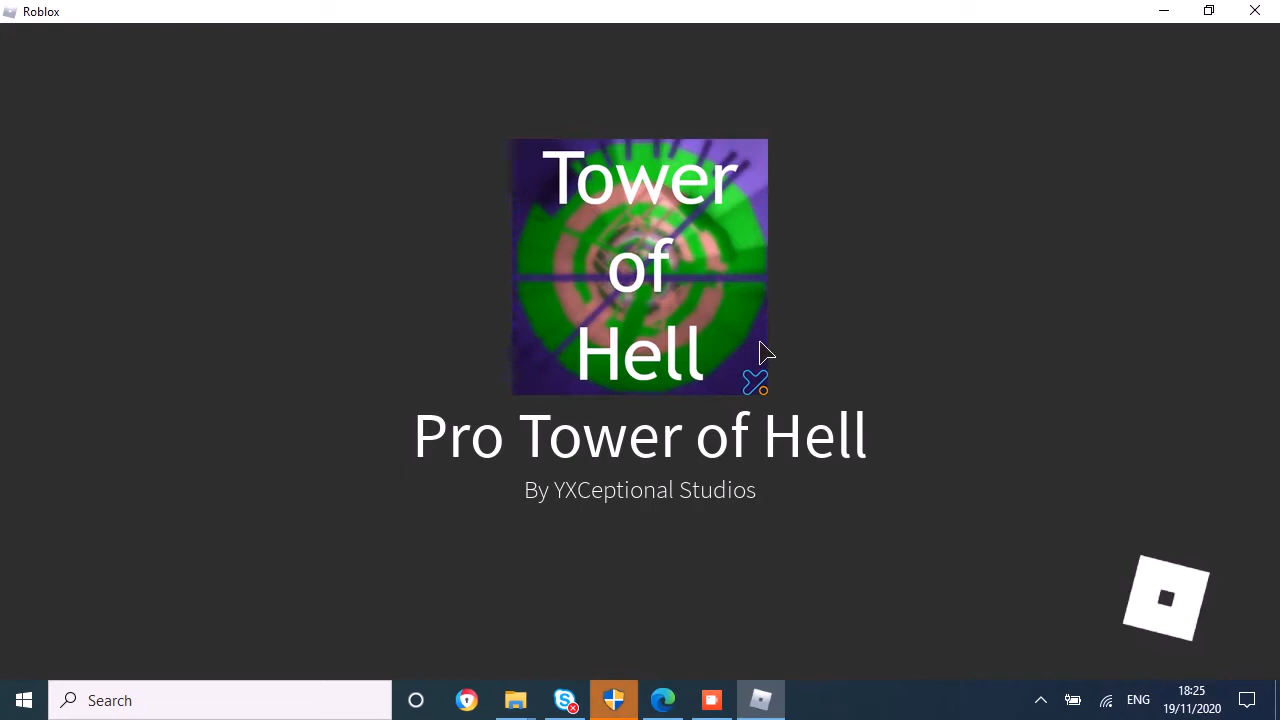 Roblox
Tower
of
Hell
Pro Tower of Hell
By YXCeptional Studios
Search
ENG
18:25
19/11/2020